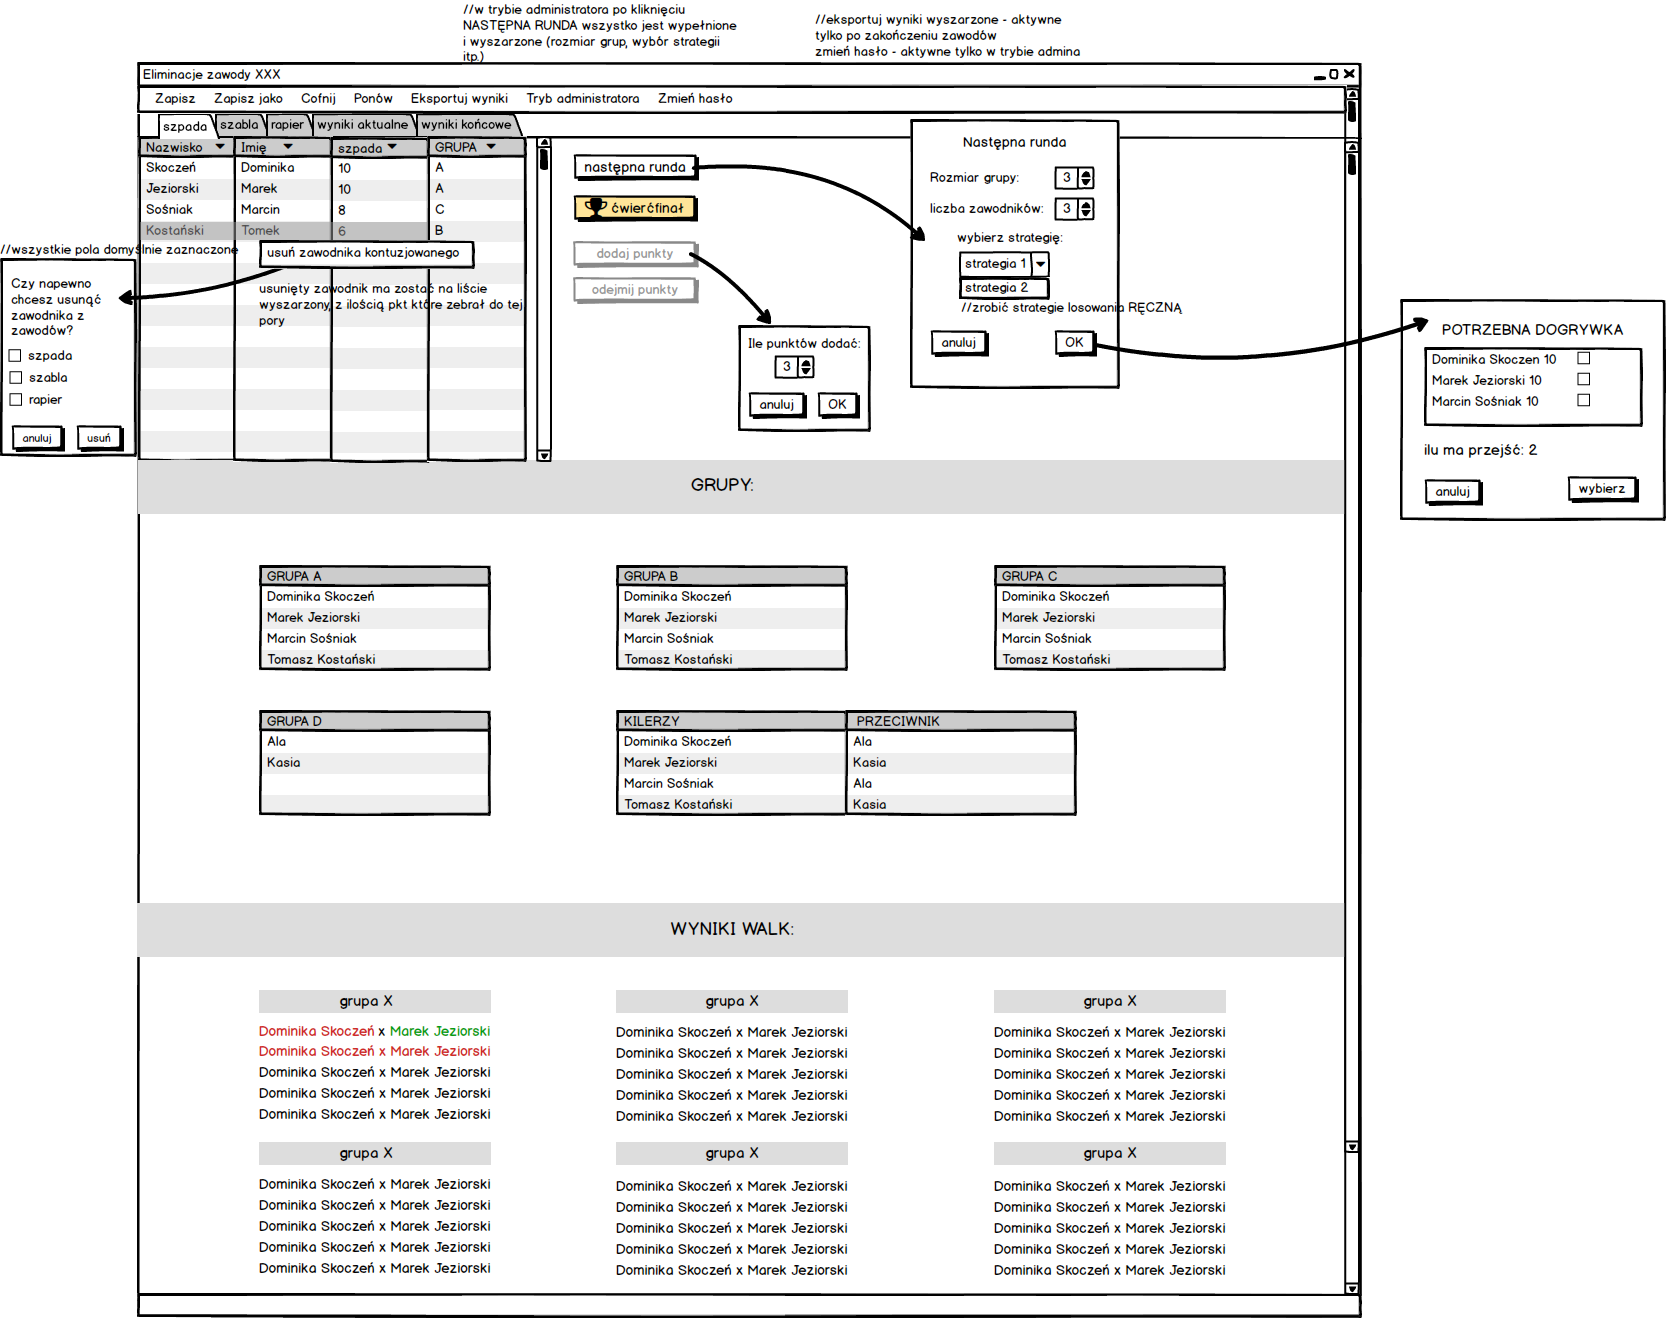 //w trybie administratora po kliknięciu
NASTĘPNA RUNDA wszystko jest wypełnione
i wyszarzone (rozmiar grup, wybór strategii
itp.)
//eksportuj wyniki wyszarzone - aktywne
tylko po zakończeniu zawodów
zmień hasło - aktywne tylko w trybie admina
Eliminacje zawody XXX
Zapisz Zapisz jako Cofnij Ponów Eksportuj wyniki Tryb administratora Zmień hasło
szpada szabla rapier wyniki aktualne wyniki końcowe
Nazwisko Imię szpada GRUPA
Skoczeń Dominika 10 A
Jeziorski Marek 10 A
Sośniak Marcin 8 C
Kostański Tomek 6 B
usuń zawodnika kontuzjowanego
usunięty zawodnik ma zostać na liście
wyszarzony, z ilością pkt które zebrał do tej
pory
//wszystkie pola domyślnie zaznaczone
Czy napewno
chcesz usunąć
zawodnika z
zawodów?
szpada
szabla
rapier
anuluj usuń
następna runda
ćwierćfinał
dodaj punkty
odejmij punkty
Ile punktów dodać:
3
anuluj OK
Następna runda
Rozmiar grupy: 3
liczba zawodników: 3
wybierz strategię:
strategia 1
strategia 2
//zrobić strategie losowania RĘCZNĄ
anuluj OK
POTRZEBNA DOGRYWKA
Dominika Skoczen 10
Marek Jeziorski 10
Marcin Sośniak 10
ilu ma przejść: 2
anuluj wybierz
GRUPY:
GRUPA A
Dominika Skoczeń
Marek Jeziorski
Marcin Sośniak
Tomasz Kostański
GRUPA B
Dominika Skoczeń
Marek Jeziorski
Marcin Sośniak
Tomasz Kostański
GRUPA C
Dominika Skoczeń
Marek Jeziorski
Marcin Sośniak
Tomasz Kostański
GRUPA D
Ala
Kasia
KILERZY PRZECIWNIK
Dominika Skoczeń Ala
Marek Jeziorski Kasia
Marcin Sośniak Ala
Tomasz Kostański Kasia
WYNIKI WALK:
grupa X
Dominika Skoczeń x Marek Jeziorski
Dominika Skoczeń x Marek Jeziorski
Dominika Skoczeń x Marek Jeziorski
Dominika Skoczeń x Marek Jeziorski
Dominika Skoczeń x Marek Jeziorski
grupa X
Dominika Skoczeń x Marek Jeziorski
Dominika Skoczeń x Marek Jeziorski
Dominika Skoczeń x Marek Jeziorski
Dominika Skoczeń x Marek Jeziorski
Dominika Skoczeń x Marek Jeziorski
grupa X
Dominika Skoczeń x Marek Jeziorski
Dominika Skoczeń x Marek Jeziorski
Dominika Skoczeń x Marek Jeziorski
Dominika Skoczeń x Marek Jeziorski
Dominika Skoczeń x Marek Jeziorski
grupa X
Dominika Skoczeń x Marek Jeziorski
Dominika Skoczeń x Marek Jeziorski
Dominika Skoczeń x Marek Jeziorski
Dominika Skoczeń x Marek Jeziorski
Dominika Skoczeń x Marek Jeziorski
grupa X
Dominika Skoczeń x Marek Jeziorski
Dominika Skoczeń x Marek Jeziorski
Dominika Skoczeń x Marek Jeziorski
Dominika Skoczeń x Marek Jeziorski
Dominika Skoczeń x Marek Jeziorski
grupa X
Dominika Skoczeń x Marek Jeziorski
Dominika Skoczeń x Marek Jeziorski
Dominika Skoczeń x Marek Jeziorski
Dominika Skoczeń x Marek Jeziorski
Dominika Skoczeń x Marek Jeziorski